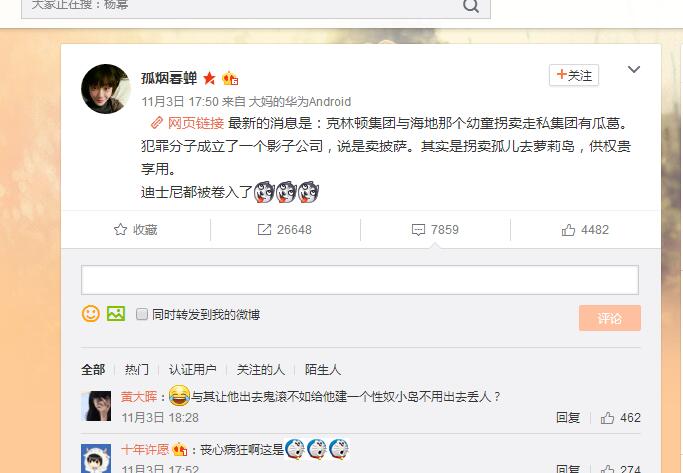 大家正在搜：杨幂
孤烟暮蝉
+关注
11月3日 17:50 来自 大妈的华为Android
网页链接 最新的消息是：克林顿集团与海地那个幼童拐卖走私集团有瓜葛。
犯罪分子成立了一个影子公司，说是卖披萨。其实是拐卖孤儿去萝莉岛，供权贵
享用。
迪士尼都被卷入了
收藏
26648
7859
4482
同时转发到我的微博
评论
全部
热门
认证用户
关注的人
陌生人
黄大晖：与其让他出去鬼滚不如给他建一个性奴小岛不用出去丢人？
11月3日 18:28
回复
462
十年许愿：丧心病狂啊这是
11月3日 17:52
回复
274